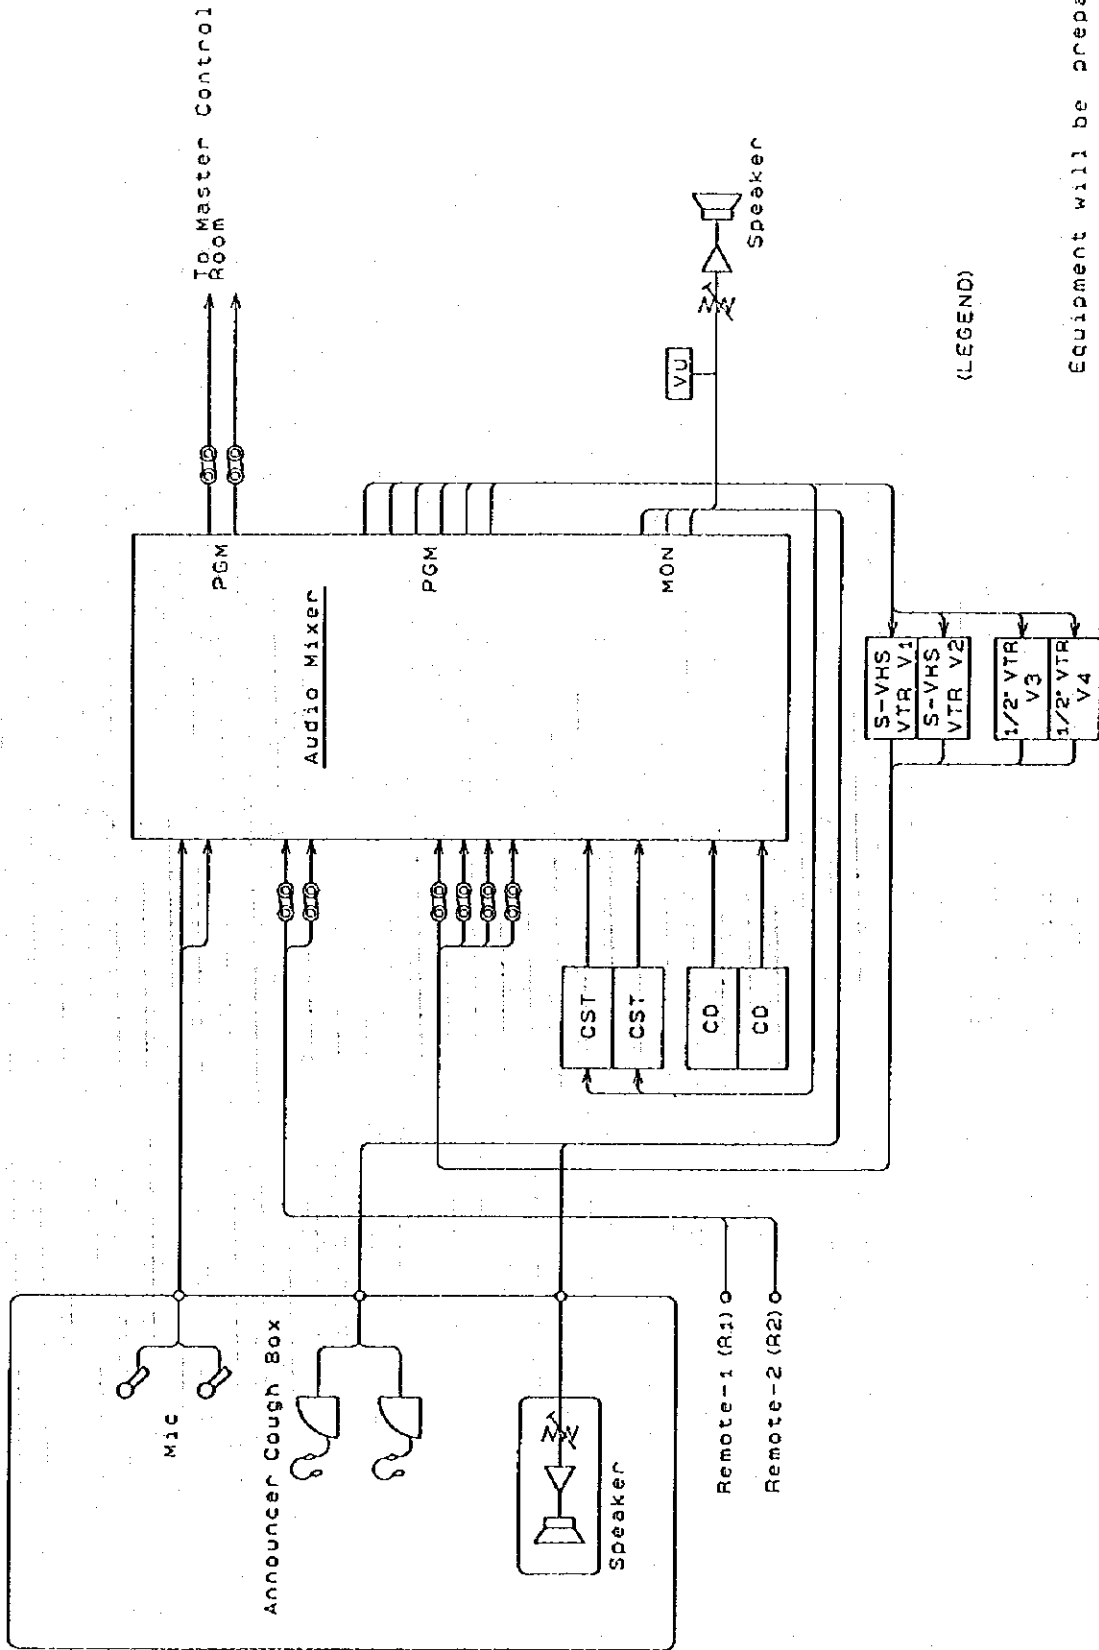 To Master Control
Room
PGM
Audio Mixer
PGM
MON
VU
Speaker
Mic
Announcer Cough Box
Speaker
CST
CST
CD
CD
S-VHS
VTR V1
S-VHS
VTR V2
1/2" VTR
V3
1/2" VTR
V4
Remote-1 (R1)
Remote-2 (R2)
(LEGEND)
Equipment will be prepa